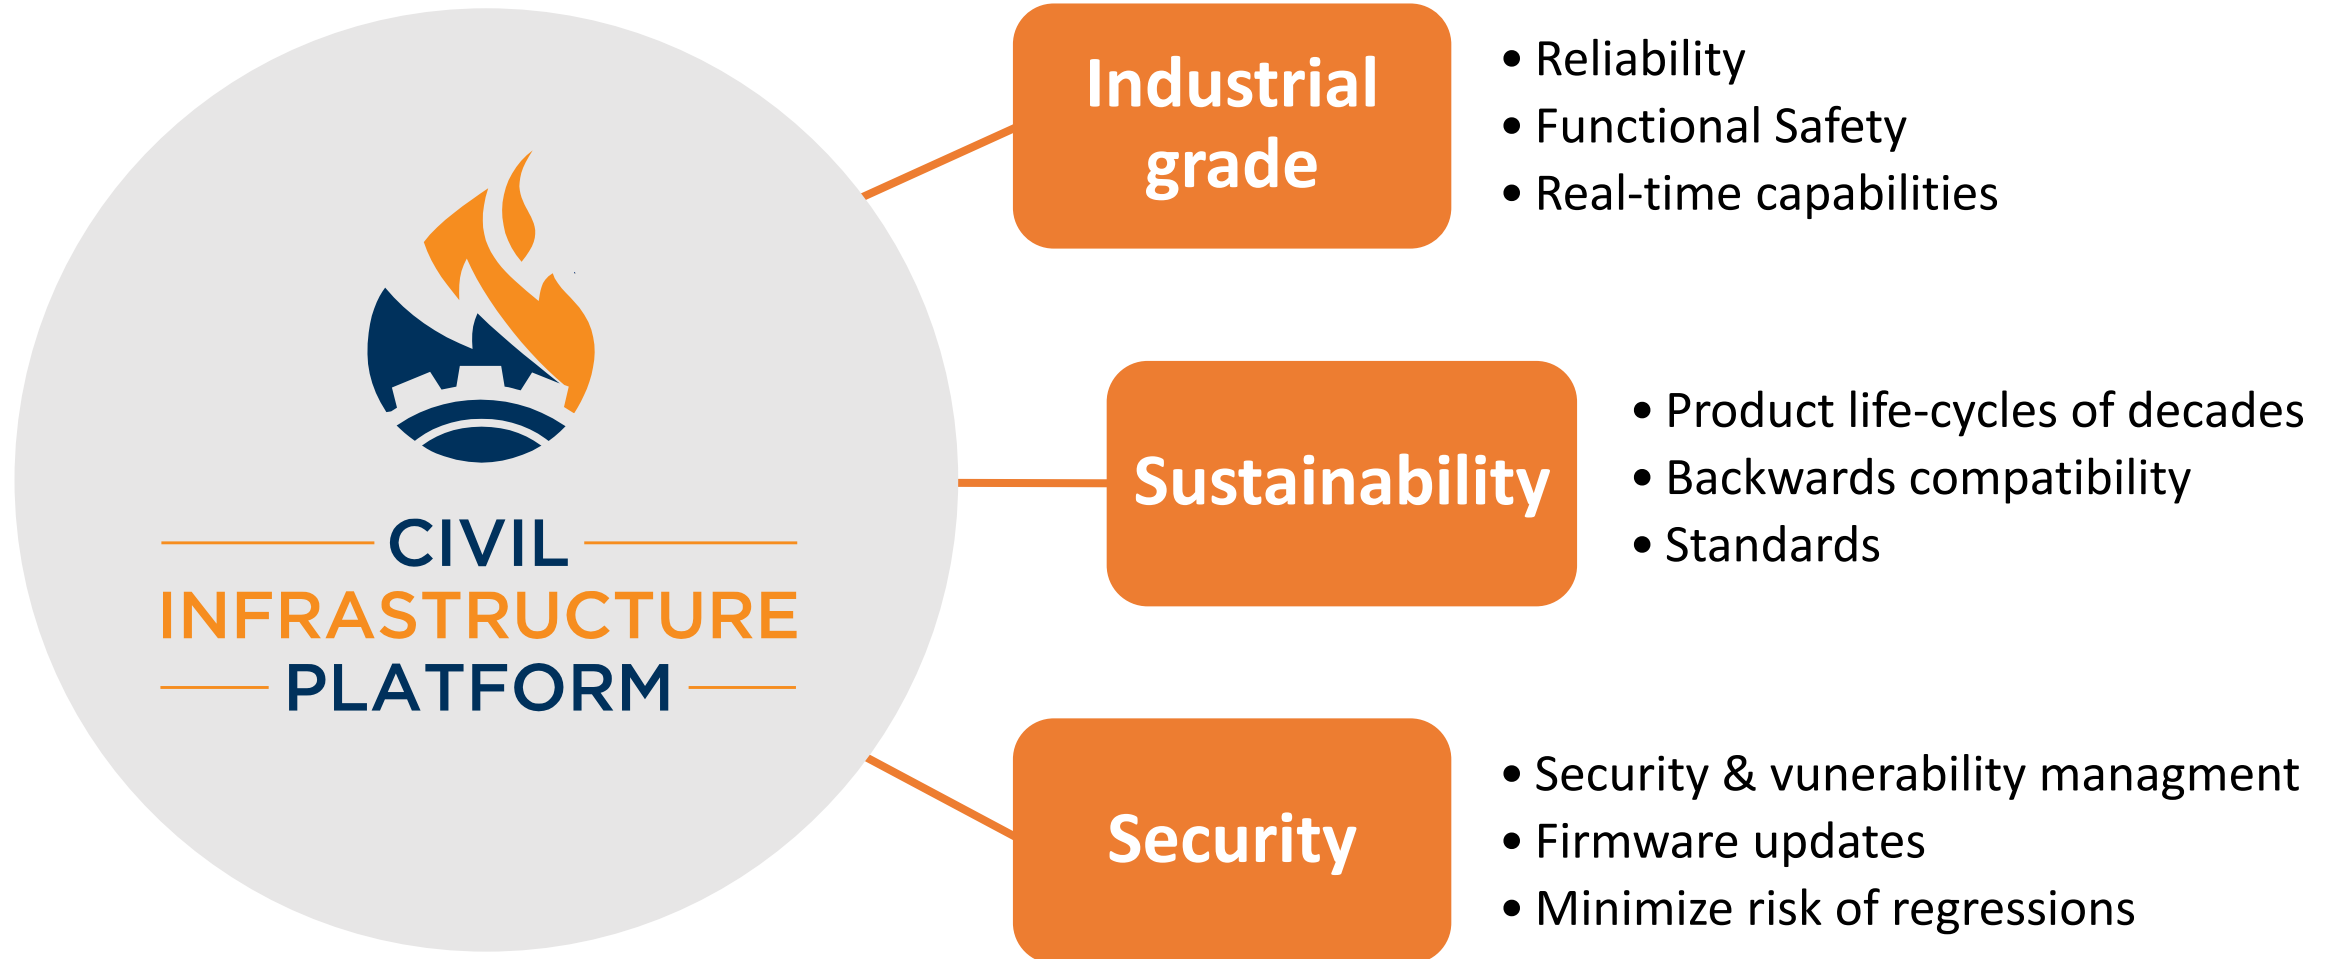 CIVIL
INFRASTRUCTURE
PLATFORM
Industrial
grade
• Reliability
• Functional Safety
• Real-time capabilities
Sustainability
• Product life-cycles of decades
• Backwards compatibility
• Standards
Security
• Security & vunerability managment
• Firmware updates
• Minimize risk of regressions